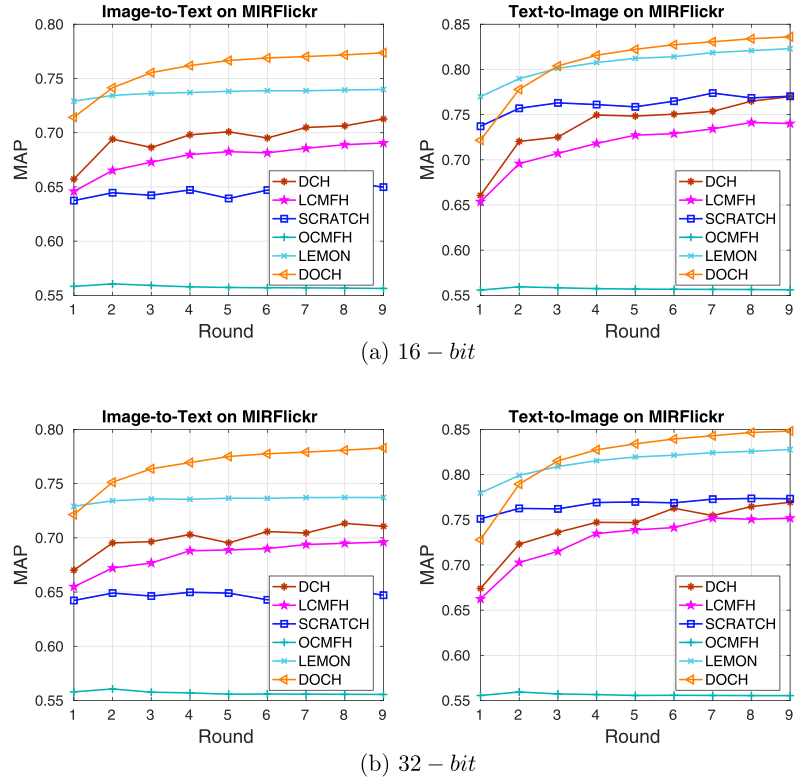 Image-to-Text on MIRFlickr
MAP
0.80
0.75
0.70
0.65
0.60
0.55
1 2 3 4 5 6 7 8 9
Round
DCH
LCMFH
SCRATCH
OCMFH
LEMON
DOCH
Text-to-Image on MIRFlickr
MAP
0.85
0.80
0.75
0.70
0.65
0.60
0.55
1 2 3 4 5 6 7 8 9
Round
DCH
LCMFH
SCRATCH
OCMFH
LEMON
DOCH
(a) 16 − bit
Image-to-Text on MIRFlickr
MAP
0.80
0.75
0.70
0.65
0.60
0.55
1 2 3 4 5 6 7 8 9
Round
DCH
LCMFH
SCRATCH
OCMFH
LEMON
DOCH
Text-to-Image on MIRFlickr
MAP
0.85
0.80
0.75
0.70
0.65
0.60
0.55
1 2 3 4 5 6 7 8 9
Round
DCH
LCMFH
SCRATCH
OCMFH
LEMON
DOCH
(b) 32 − bit